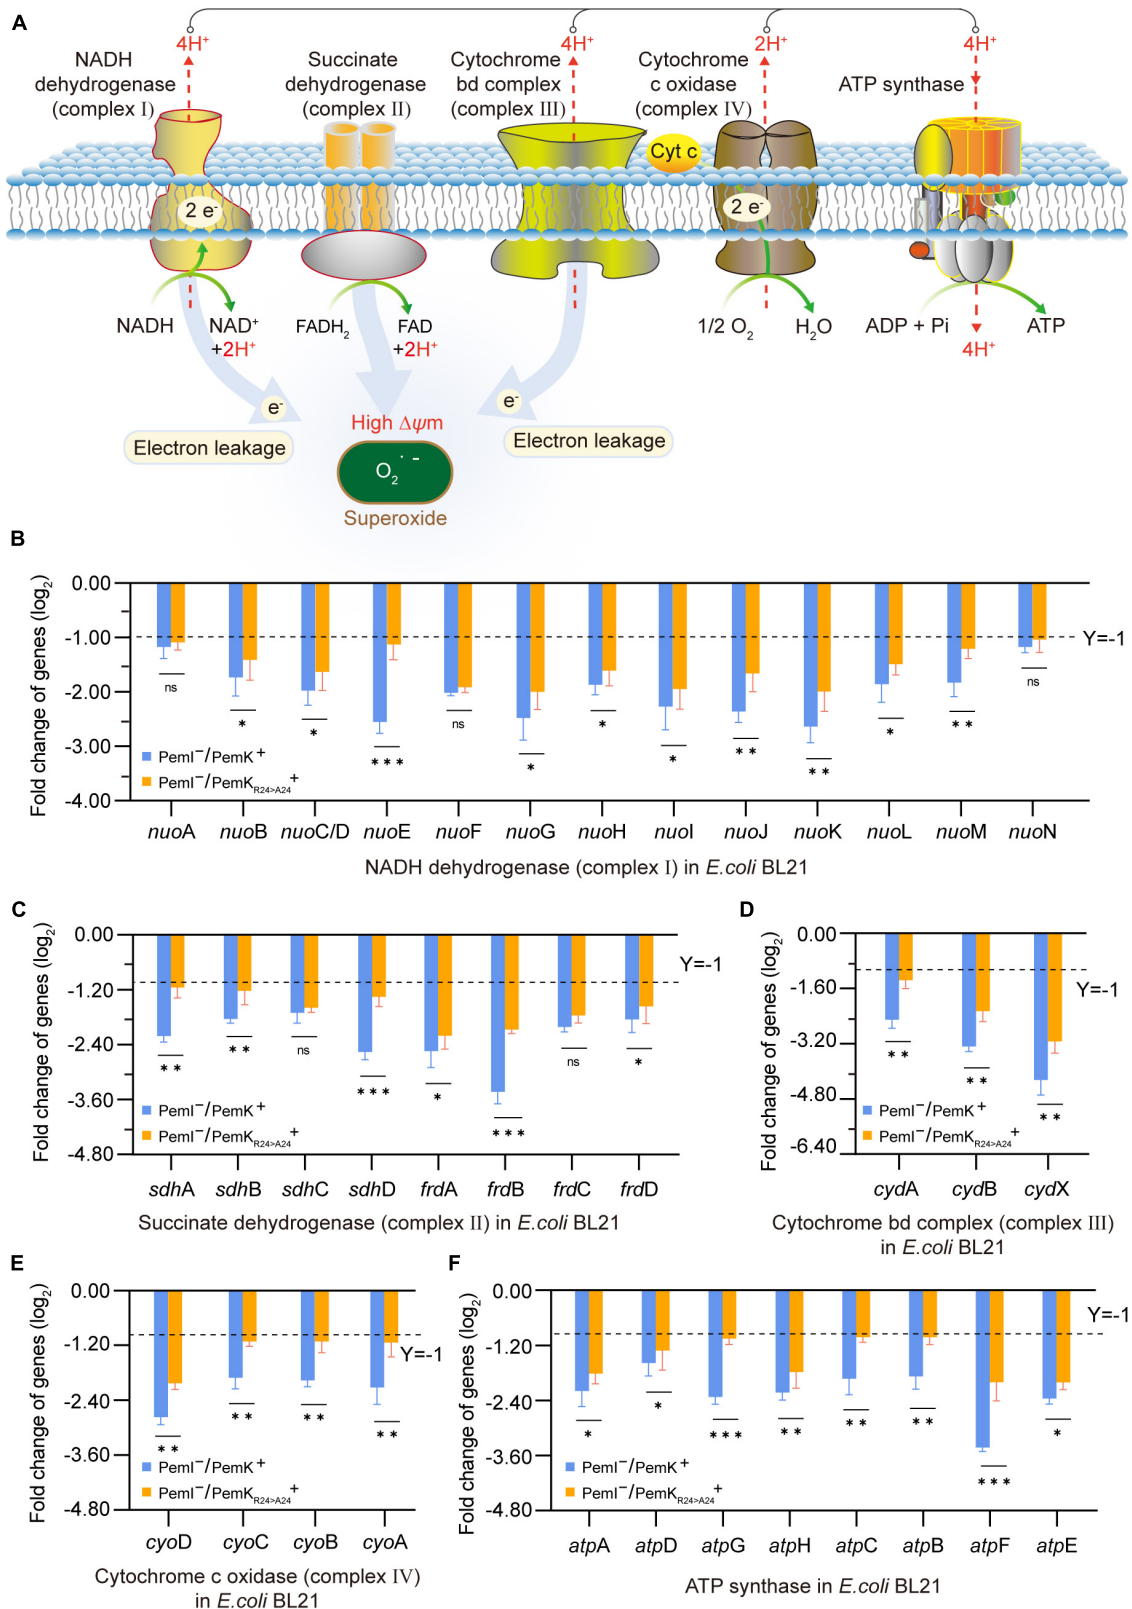 A
4H⁺
4H⁺
2H⁺
4H⁺
NADH
dehydrogenase
(complex I)
Succinate
dehydrogenase
(complex II)
Cytochrome
bd complex
(complex III)
Cytochrome
c oxidase
(complex IV)
ATP synthase
Cyt c
2 e⁻
2 e⁻
NADH
NAD⁺
+2H⁺
FADH₂
FAD
+2H⁺
1/2 O₂
H₂O
ADP + Pi
ATP
4H⁺
e⁻
e⁻
High Δψm
Electron leakage
Electron leakage
O₂·⁻
Superoxide
B
Fold change of genes (log₂)
0.00
-1.00
-2.00
-3.00
-4.00
Y=-1
ns
*
*
***
ns
*
*
*
**
**
*
**
ns
PemI⁻/PemK⁺
PemI⁻/PemK R24>A24 ⁺
nuoA nuoB nuoC/D nuoE nuoF nuoG nuoH nuoI nuoJ nuoK nuoL nuoM nuoN
NADH dehydrogenase (complex I) in E.coli BL21
C
Fold change of genes (log₂)
0.00
-1.20
-2.40
-3.60
-4.80
Y=-1
**
**
ns
***
*
***
ns
*
PemI⁻/PemK⁺
PemI⁻/PemK R24>A24 ⁺
sdhA sdhB sdhC sdhD frdA frdB frdC frdD
Succinate dehydrogenase (complex II) in E.coli BL21
D
Fold change of genes (log₂)
0.00
-1.60
-3.20
-4.80
-6.40
Y=-1
**
**
**
PemI⁻/PemK⁺
PemI⁻/PemK R24>A24 ⁺
cydA cydB cydX
Cytochrome bd complex (complex III)
in E.coli BL21
E
Fold change of genes (log₂)
0.00
-1.20
-2.40
-3.60
-4.80
Y=-1
**
**
**
**
PemI⁻/PemK⁺
PemI⁻/PemK R24>A24 ⁺
cyoD cyoC cyoB cyoA
Cytochrome c oxidase (complex IV)
in E.coli BL21
F
Fold change of genes (log₂)
0.00
-1.20
-2.40
-3.60
-4.80
Y=-1
*
*
***
**
**
**
***
*
PemI⁻/PemK⁺
PemI⁻/PemK R24>A24 ⁺
atpA atpD atpG atpH atpC atpB atpF atpE
ATP synthase in E.coli BL21